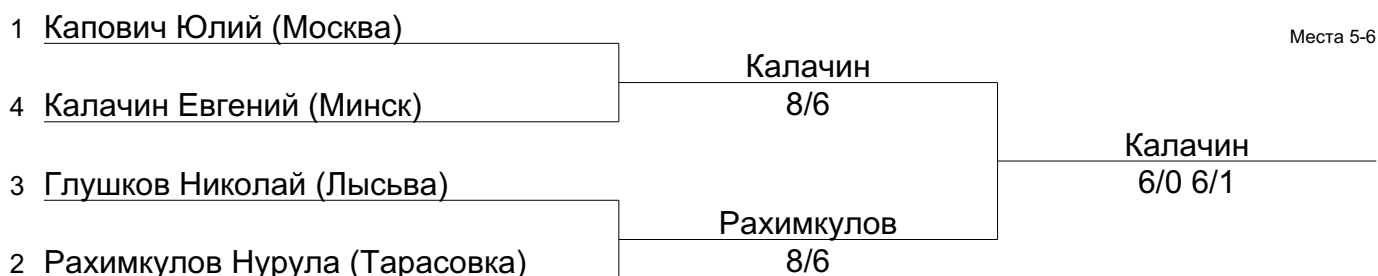 1 Капович Юлий (Москва)
Места 5-6
Калачин
4 Калачин Евгений (Минск)
8/6
Калачин
6/0 6/1
3 Глушков Николай (Лысьва)
Рахимкулов
8/6
2 Рахимкулов Нурула (Тарасовка)